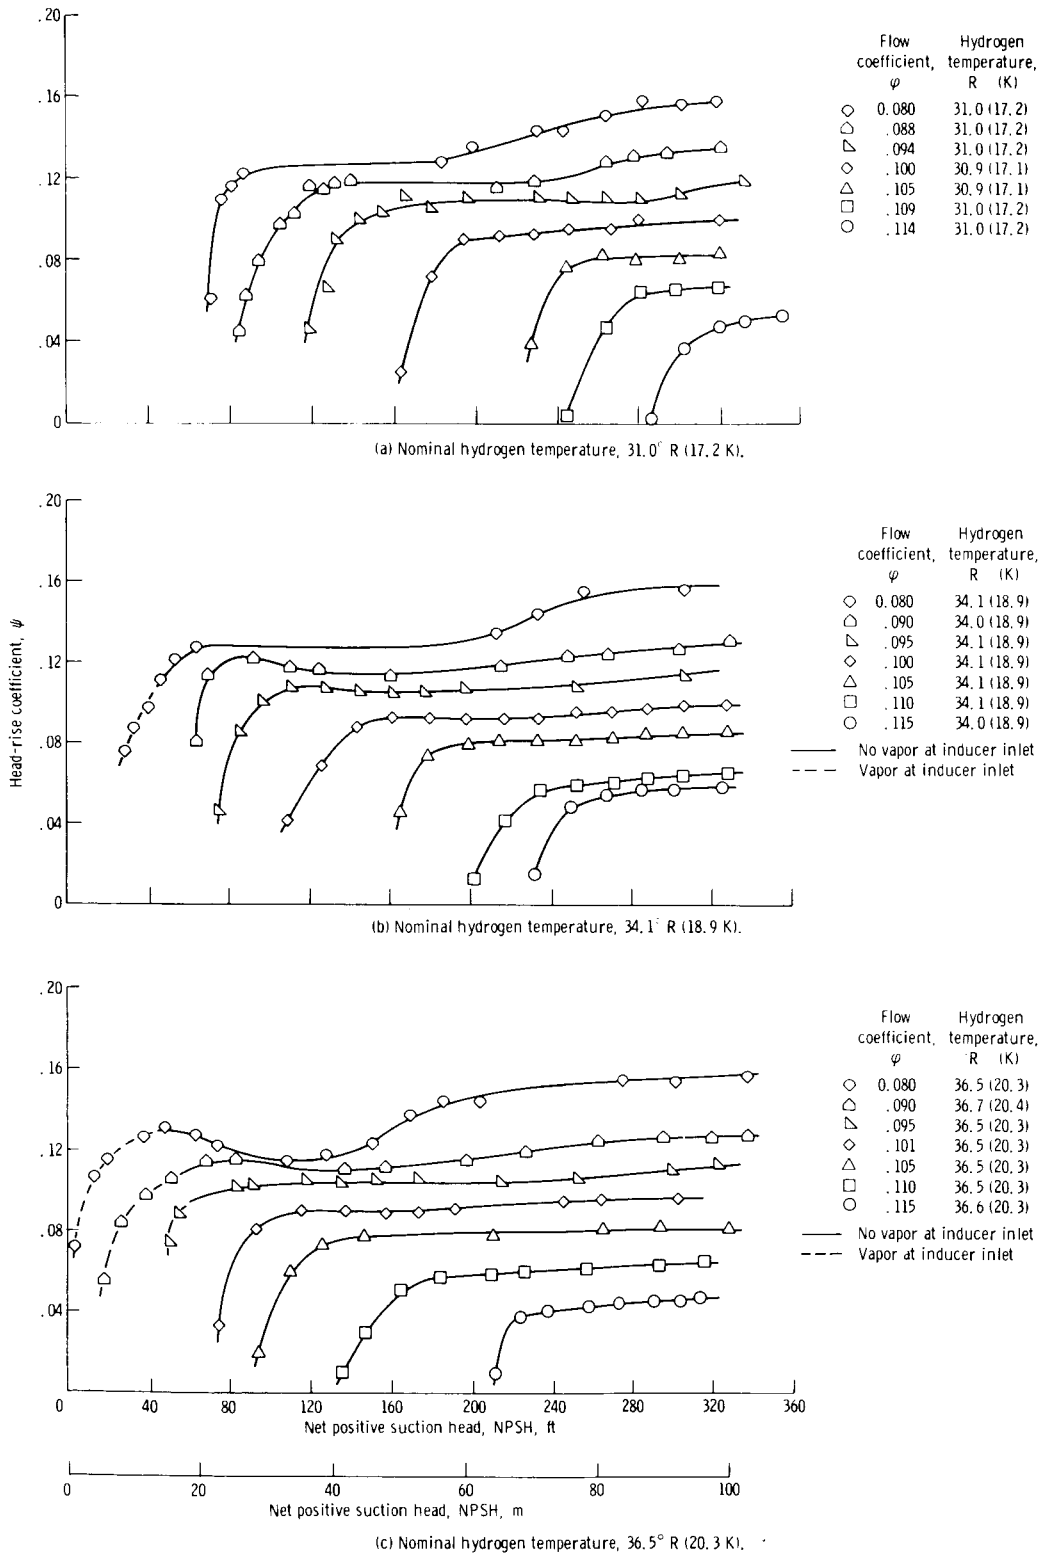 .20
.16
.12
.08
.04
0
Flow coefficient, φ
Hydrogen temperature, R (K)
0.080 31.0 (17.2)
.088 31.0 (17.2)
.094 31.0 (17.2)
.100 30.9 (17.1)
.105 30.9 (17.1)
.109 31.0 (17.2)
.114 31.0 (17.2)
(a) Nominal hydrogen temperature, 31.0° R (17.2 K).
Head-rise coefficient, ψ
.20
.16
.12
.08
.04
0
Flow coefficient, φ
Hydrogen temperature, R (K)
0.080 34.1 (18.9)
.090 34.0 (18.9)
.095 34.1 (18.9)
.100 34.1 (18.9)
.105 34.1 (18.9)
.110 34.1 (18.9)
.115 34.0 (18.9)
No vapor at inducer inlet
Vapor at inducer inlet
(b) Nominal hydrogen temperature, 34.1° R (18.9 K).
.20
.16
.12
.08
.04
Flow coefficient, φ
Hydrogen temperature, R (K)
0.080 36.5 (20.3)
.090 36.7 (20.4)
.095 36.5 (20.3)
.101 36.5 (20.3)
.105 36.5 (20.3)
.110 36.5 (20.3)
.115 36.6 (20.3)
No vapor at inducer inlet
Vapor at inducer inlet
0 40 80 120 160 200 240 280 320 360
Net positive suction head, NPSH, ft
0 20 40 60 80 100
Net positive suction head, NPSH, m
(c) Nominal hydrogen temperature, 36.5° R (20.3 K).